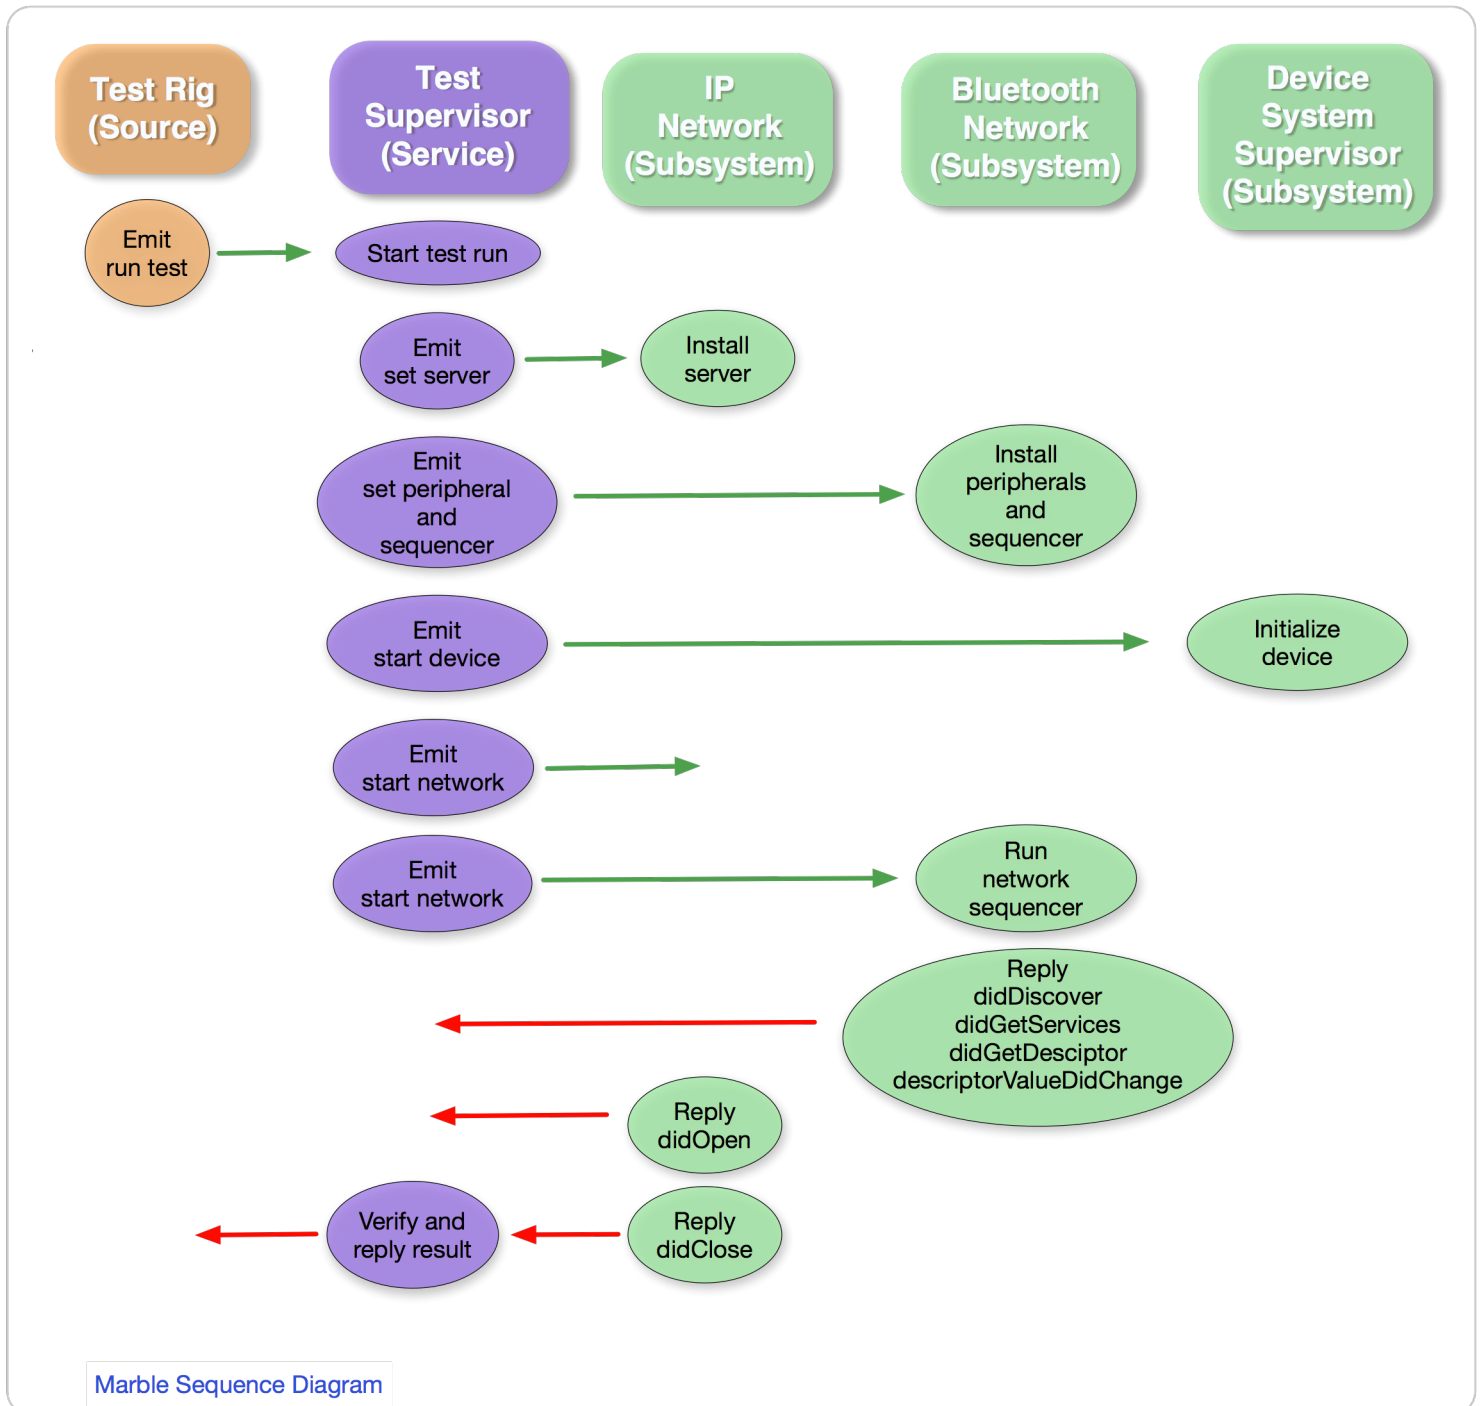 Test Rig
(Source)
Test
Supervisor
(Service)
IP
Network
(Subsystem)
Bluetooth
Network
(Subsystem)
Device
System
Supervisor
(Subsystem)
Emit
run test
Start test run
Emit
set server
Install
server
Emit
set peripheral
and
sequencer
Install
peripherals
and
sequencer
Emit
start device
Initialize
device
Emit
start network
Emit
start network
Run
network
sequencer
Reply
didDiscover
didGetServices
didGetDesciptor
descriptorValueDidChange
Reply
didOpen
Verify and
reply result
Reply
didClose
Marble Sequence Diagram